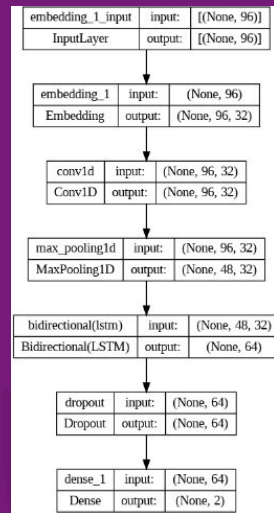 embedding_1_input input: [(None, 96)]
InputLayer output: [(None, 96)]
embedding_1 input: (None, 96)
Embedding output: (None, 96, 32)
conv1d input: (None, 96, 32)
Conv1D output: (None, 96, 32)
max_pooling1d input: (None, 96, 32)
MaxPooling1D output: (None, 48, 32)
bidirectional(lstm) input: (None, 48, 32)
Bidirectional(LSTM) output: (None, 64)
dropout input: (None, 64)
Dropout output: (None, 64)
dense_1 input: (None, 64)
Dense output: (None, 2)